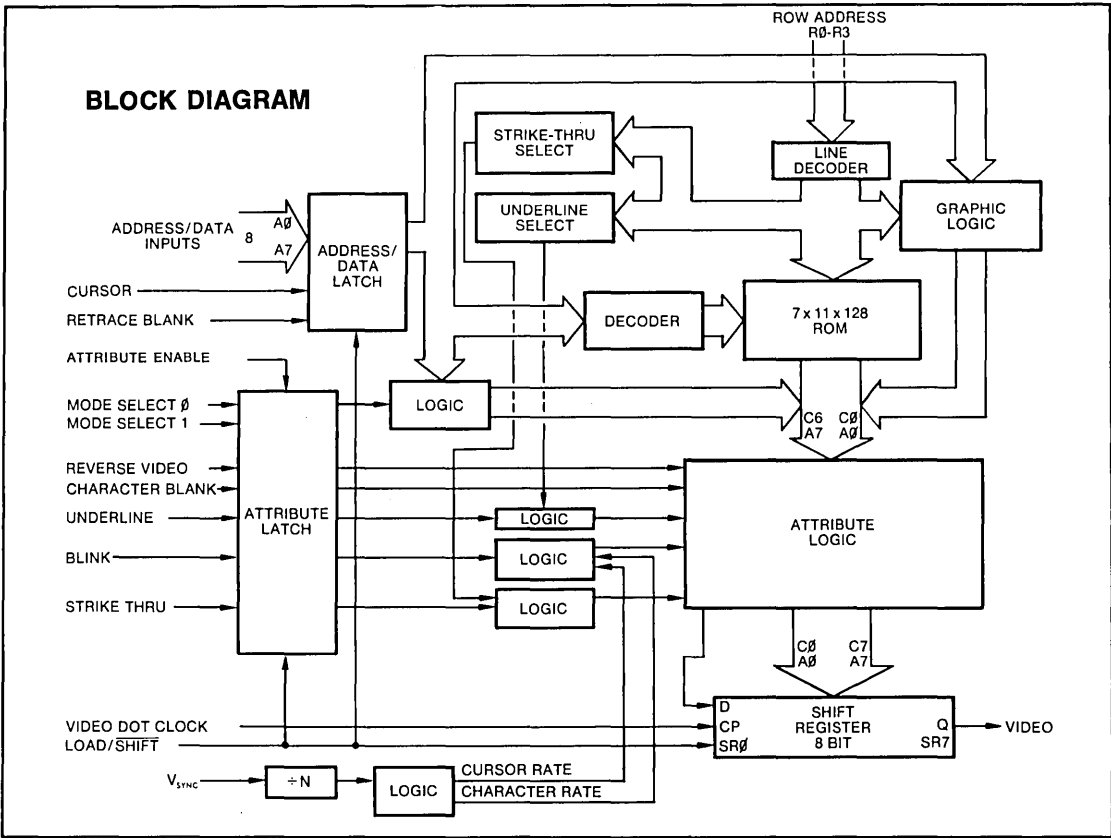 ROW ADDRESS
RØ-R3
BLOCK DIAGRAM
STRIKE-THRU
SELECT
LINE
DECODER
UNDERLINE
SELECT
GRAPHIC
LOGIC
ADDRESS/DATA
INPUTS
8
AØ
A7
ADDRESS/
DATA
LATCH
CURSOR
RETRACE BLANK
DECODER
7 x 11 x 128
ROM
ATTRIBUTE ENABLE
MODE SELECT Ø
MODE SELECT 1
LOGIC
C6
A7
CØ
AØ
REVERSE VIDEO
CHARACTER BLANK
UNDERLINE
BLINK
STRIKE THRU
ATTRIBUTE
LATCH
LOGIC
LOGIC
LOGIC
ATTRIBUTE
LOGIC
CØ
AØ
C7
A7
VIDEO DOT CLOCK
LOAD/SHIFT
D
CP
SRØ
SHIFT
REGISTER
8 BIT
Q
SR7
VIDEO
VSYNC
÷N
LOGIC
CURSOR RATE
CHARACTER RATE